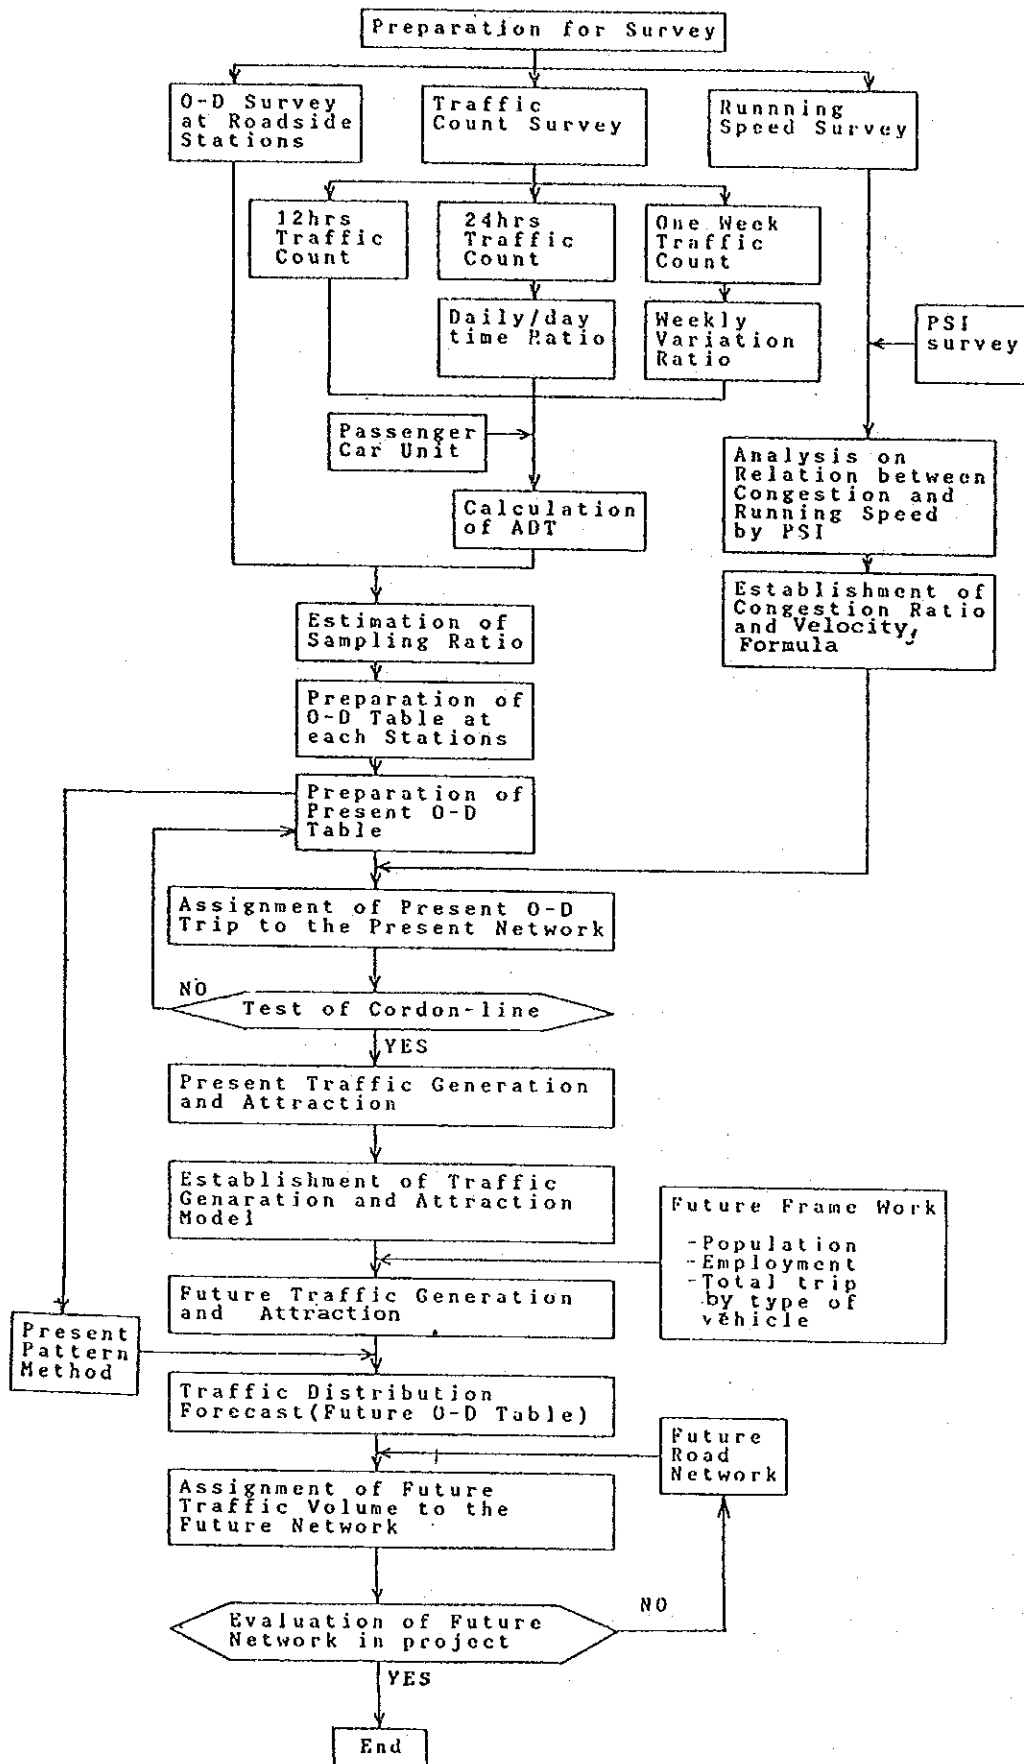 Preparation for Survey
O-D Survey
at Roadside
Stations
Traffic
Count Survey
Runnning
Speed Survey
12hrs
Traffic
Count
24hrs
Traffic
Count
One Week
Traffic
Count
Daily/day
time Ratio
Weekly
Variation
Ratio
PSI
survey
Passenger
Car Unit
Analysis on
Relation between
Congestion and
Running Speed
by PSI
Calculation
of ADT
Establishment of
Congestion Ratio
and Velocity,
Formula
Estimation of
Sampling Ratio
Preparation of
O-D Table at
each Stations
Preparation of
Present O-D
Table
Assignment of Present O-D
Trip to the Present Network
NO
Test of Cordon-line
YES
Present Traffic Generation
and Attraction
Establishment of Traffic
Genaration and Attraction
Model
Future Frame Work
-Population
-Employment
-Total trip
by type of
vehicle
Future Traffic Generation
and Attraction
Present
Pattern
Method
Traffic Distribution
Forecast(Future O-D Table)
Future
Road
Network
Assignment of Future
Traffic Volume to the
Future Network
NO
Evaluation of Future
Network in project
YES
End